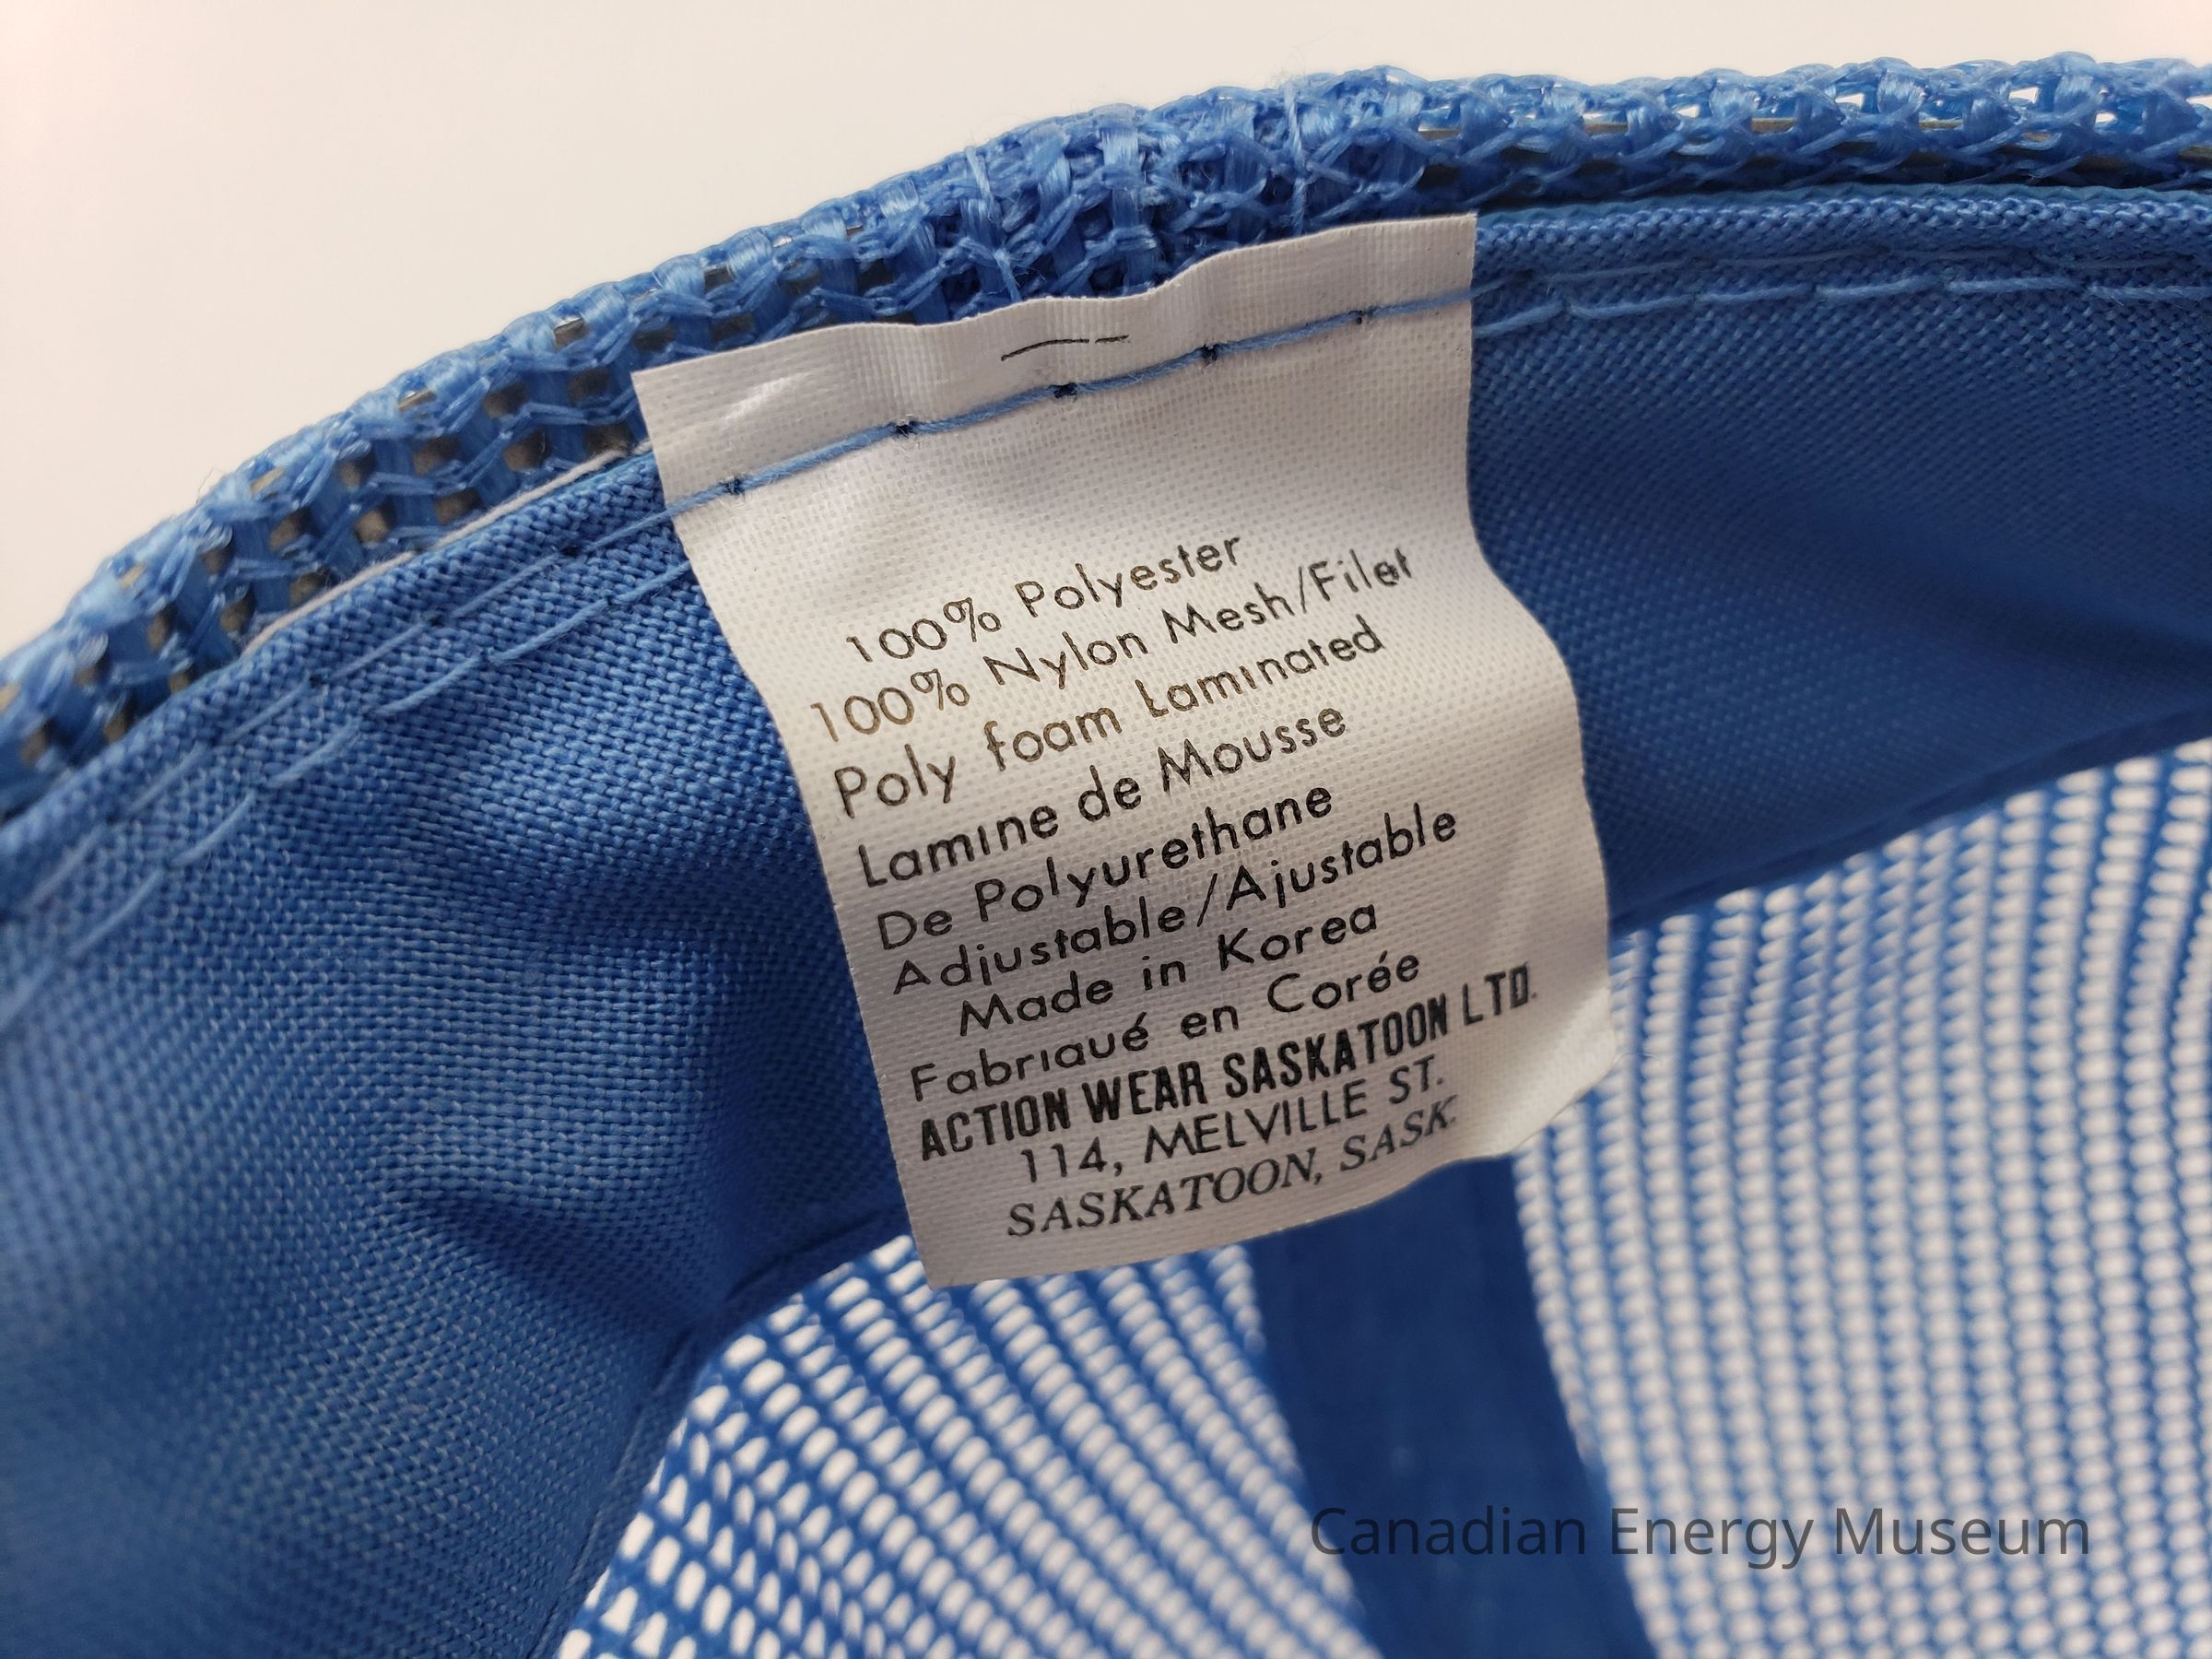 100% Polyester
100% Nylon Mesh/Filet
Poly foam Laminated
Lamine de Mousse
De Polyurethane
Adjustable/Ajustable
Made in Korea
Fabriqué en Corée
ACTION WEAR SASKATOON LTD.
114, MELVILLE ST.
SASKATOON, SASK.
Canadian Energy Museum